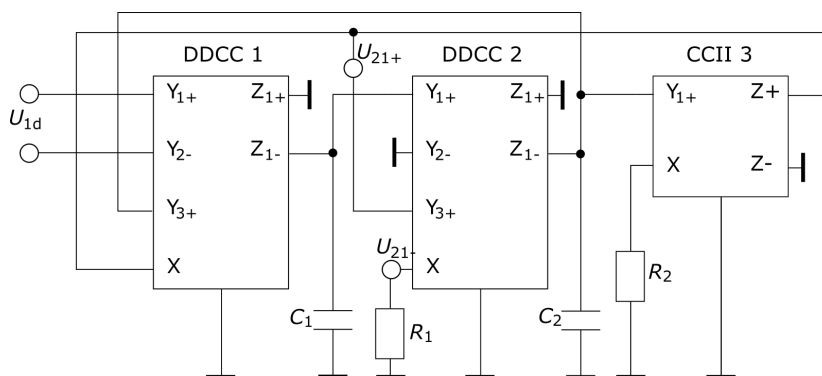 DDCC 1
U21+
DDCC 2
CCII 3
U1d
Y1+
Z1+
Y2-
Z1-
Y3+
X
Y1+
Z1+
Y2-
Z1-
Y3+
U21-
X
Y1+
Z+
X
Z-
C1
R1
C2
R2